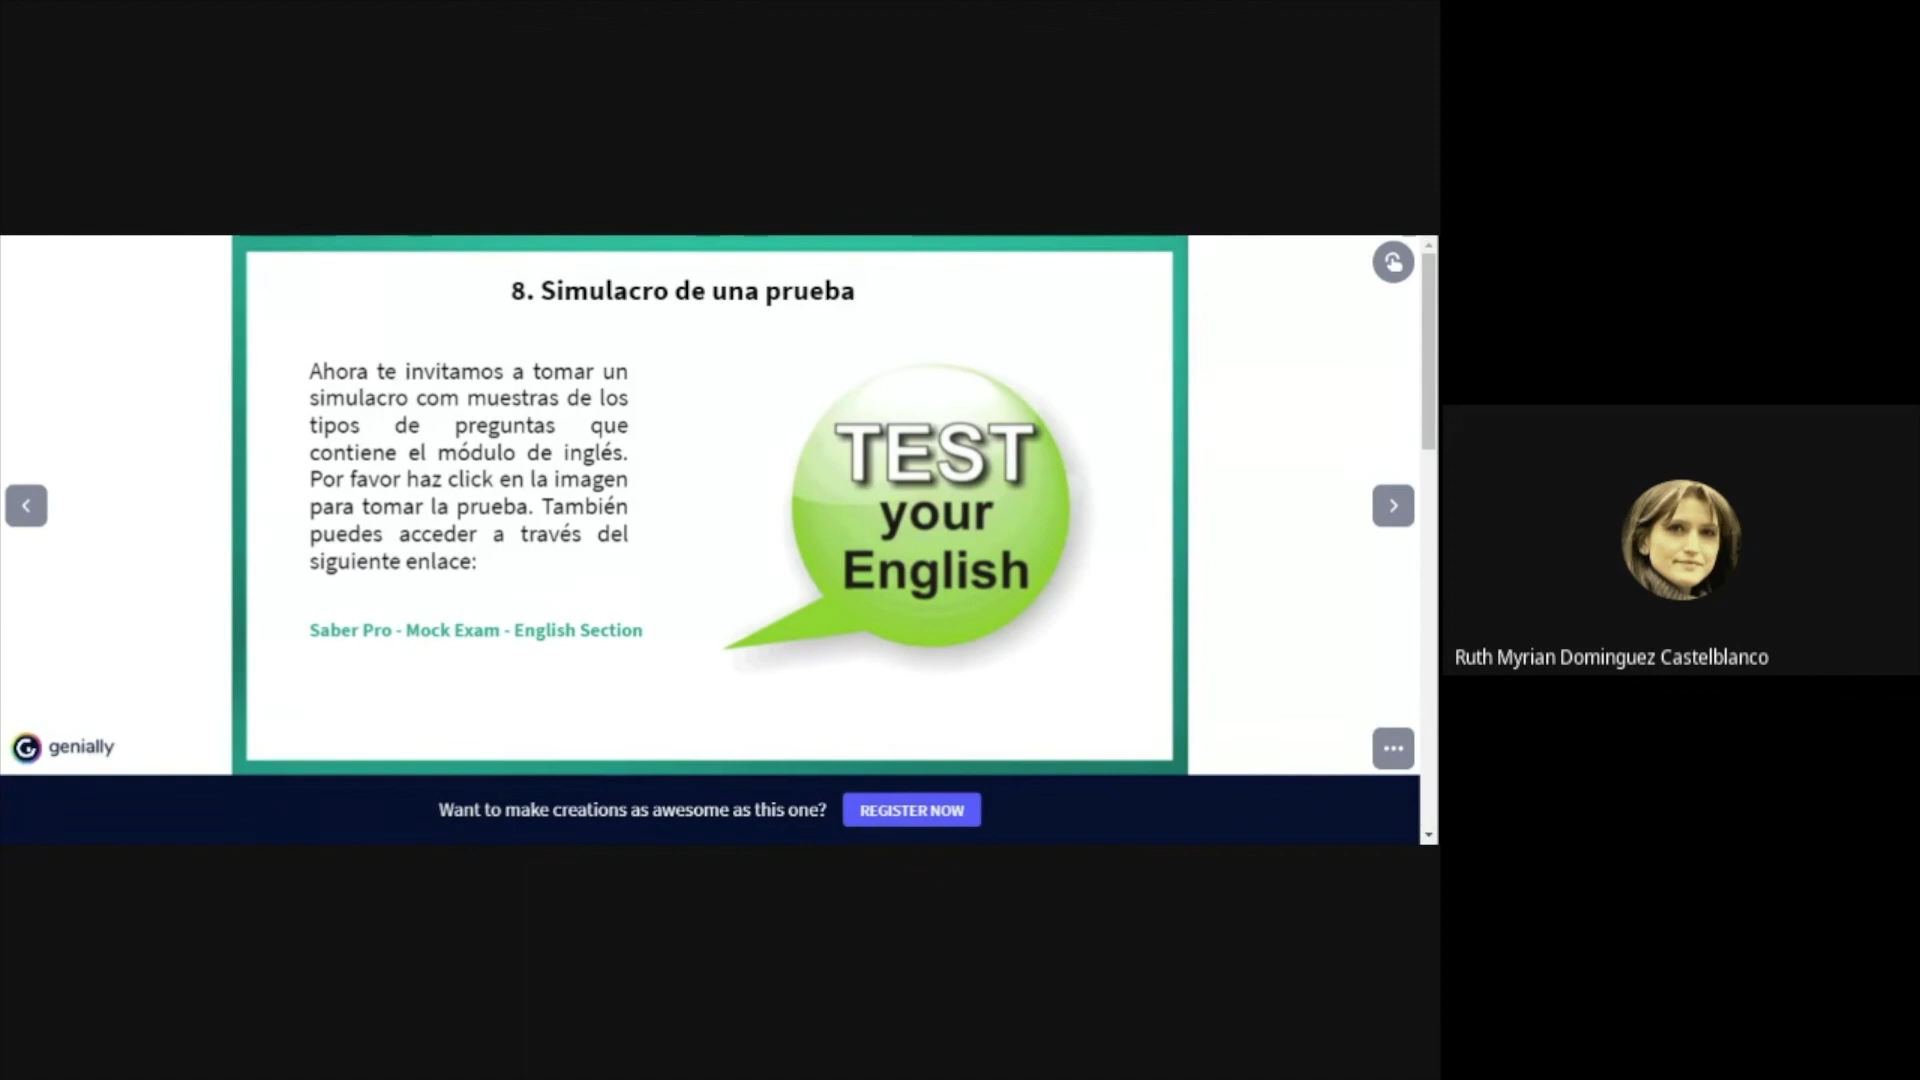 8. Simulacro de una prueba
Ahora te invitamos a tomar un
simulacro com muestras de los
tipos de preguntas que
contiene el módulo de inglés.
Por favor haz click en la imagen
para tomar la prueba. También
puedes acceder a través del
siguiente enlace:
Saber Pro - Mock Exam - English Section
TEST
your
English
genially
Want to make creations as awesome as this one?
REGISTER NOW
Ruth Myrian Dominguez Castelblanco